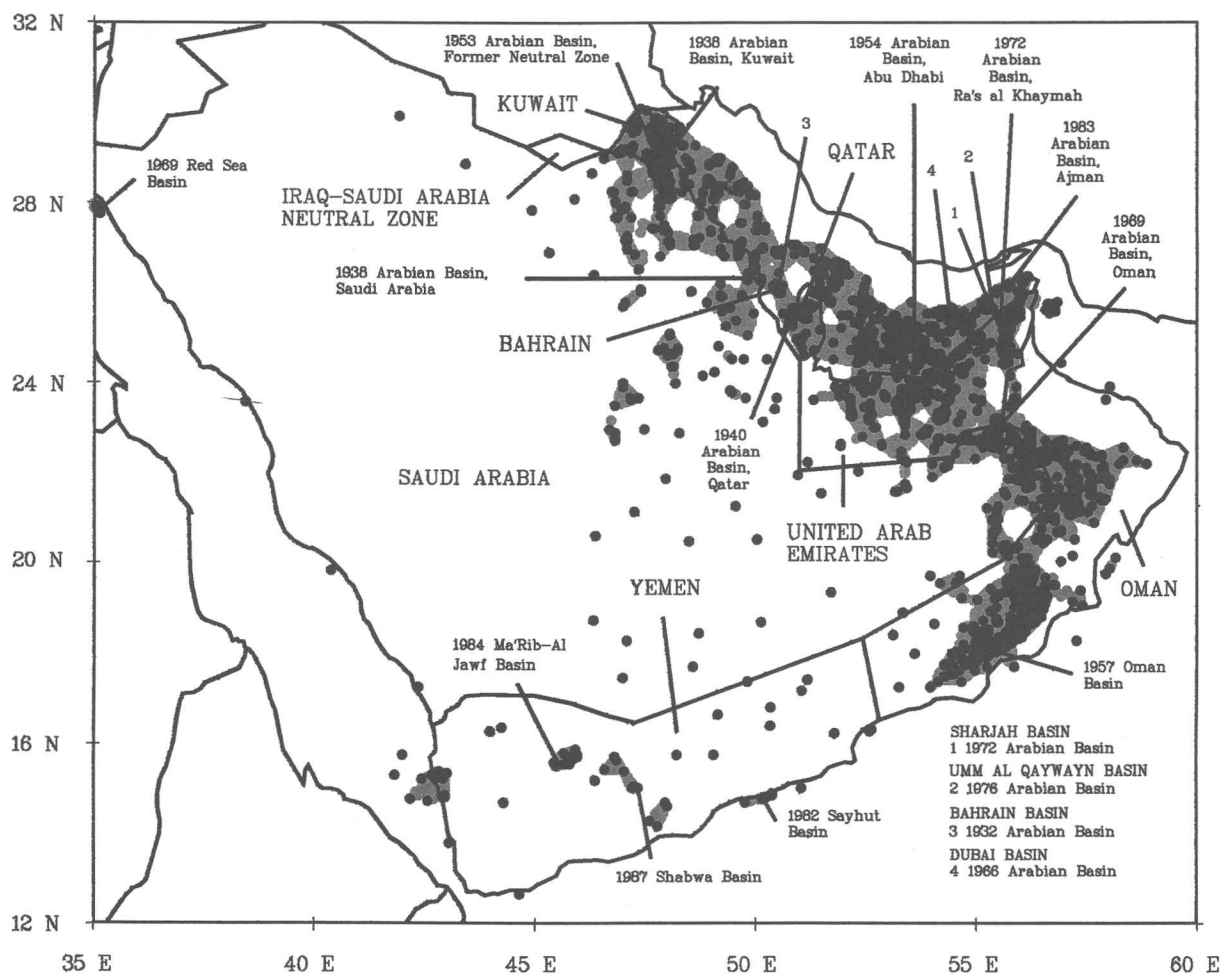 32 N
28 N
24 N
20 N
16 N
12 N
35 E
40 E
45 E
50 E
55 E
60 E
1953 Arabian Basin,
Former Neutral Zone
1938 Arabian
Basin, Kuwait
1954 Arabian
Basin,
Abu Dhabi
1972
Arabian
Basin,
Ra's al Khaymah
KUWAIT
3
QATAR
1983
Arabian
Basin,
Ajman
4
2
1
1969 Red Sea
Basin
IRAQ-SAUDI ARABIA
NEUTRAL ZONE
1969
Arabian
Basin,
Oman
1938 Arabian Basin,
Saudi Arabia
BAHRAIN
1940
Arabian
Basin,
Qatar
SAUDI ARABIA
UNITED ARAB
EMIRATES
YEMEN
OMAN
1984 Ma'Rib-Al
Jawf Basin
1957 Oman
Basin
1982 Sayhut
Basin
1987 Shabwa Basin
SHARJAH BASIN
1 1972 Arabian Basin
UMM AL QAYWAYN BASIN
2 1976 Arabian Basin
BAHRAIN BASIN
3 1932 Arabian Basin
DUBAI BASIN
4 1966 Arabian Basin